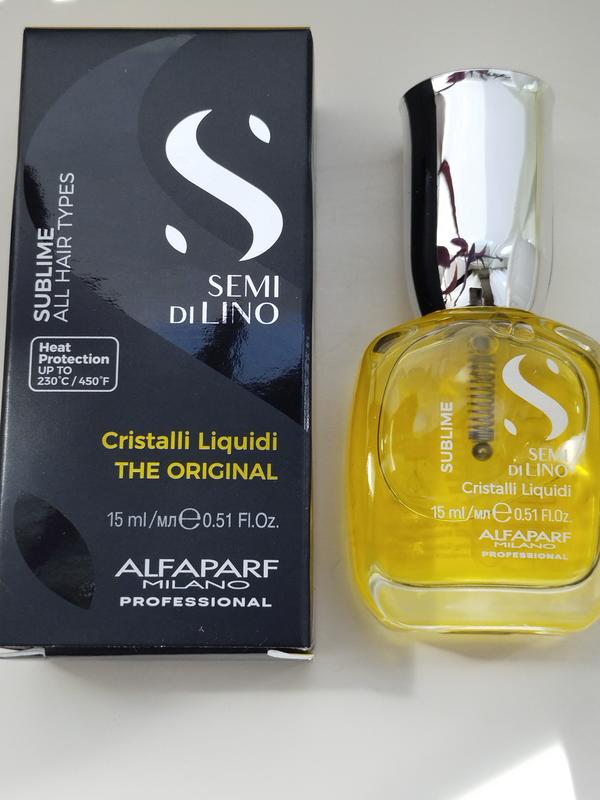 SUBLIME
ALL HAIR TYPES
SEMI
DI LINO
Heat
Protection
UP TO
230°C / 450°F
Cristalli Liquidi
THE ORIGINAL
15 ml/мл℮0.51 Fl.Oz.
ALFAPARF
MILANO
PROFESSIONAL
SUBLIME
SEMI
DI LINO
Cristalli Liquidi
15 ml/мл℮0.51 Fl.Oz.
ALFAPARF
MILANO
PROFESSIONAL